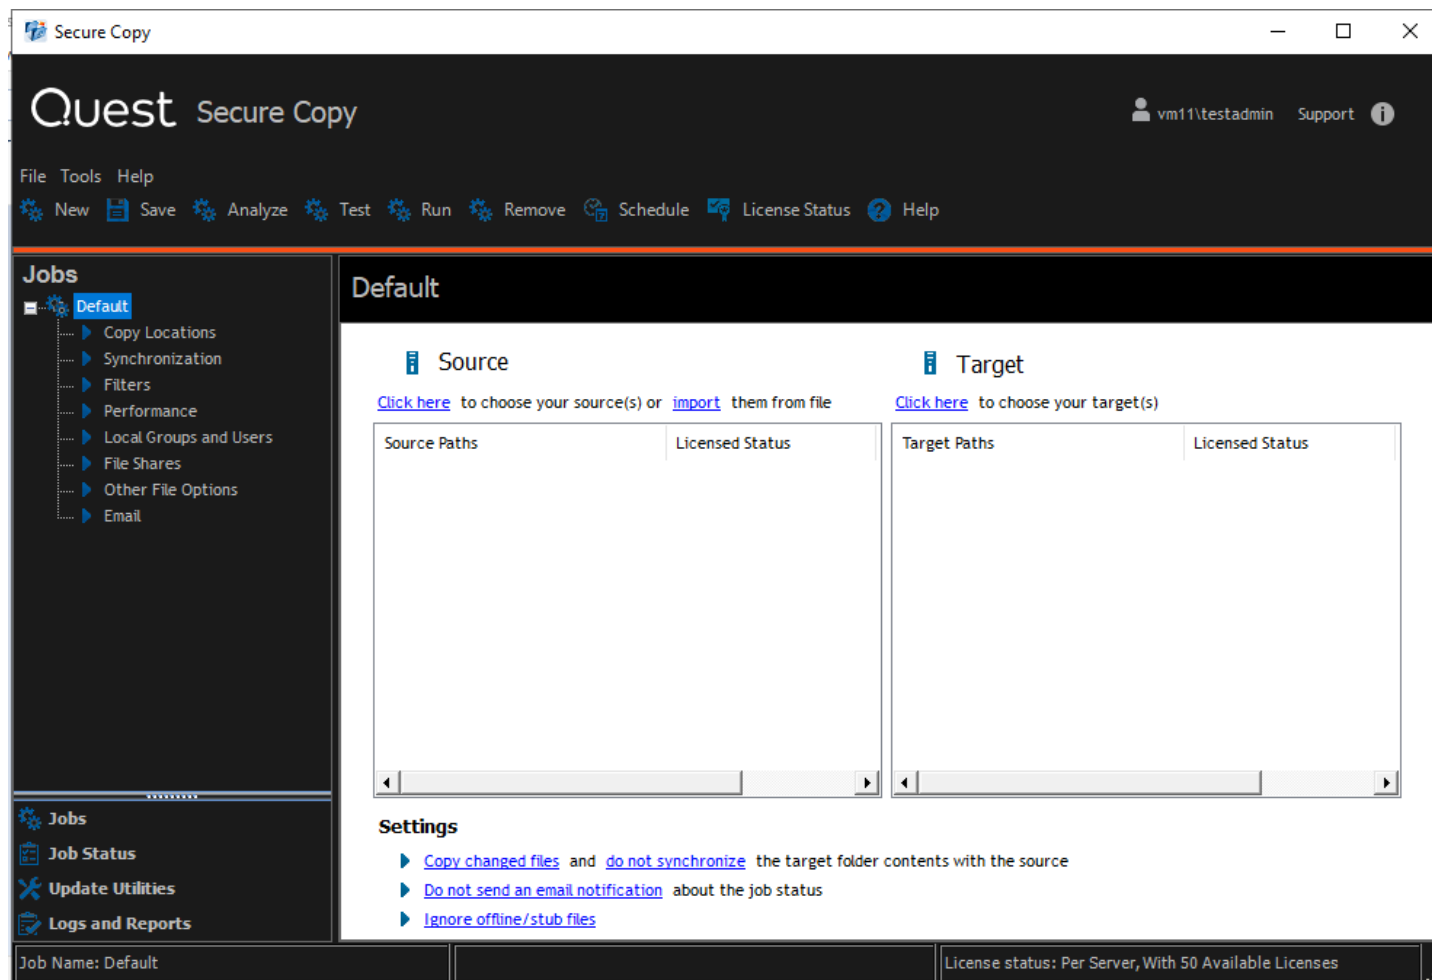 Secure Copy
Quest Secure Copy
vm11\testadmin Support
File Tools Help
New Save Analyze Test Run Remove Schedule License Status Help
Jobs
Default
Copy Locations
Synchronization
Filters
Performance
Local Groups and Users
File Shares
Other File Options
Email
Jobs
Job Status
Update Utilities
Logs and Reports
Default
Source
Click here to choose your source(s) or import them from file
Source Paths Licensed Status
Target
Click here to choose your target(s)
Target Paths Licensed Status
Settings
Copy changed files and do not synchronize the target folder contents with the source
Do not send an email notification about the job status
Ignore offline/stub files
Job Name: Default
License status: Per Server, With 50 Available Licenses